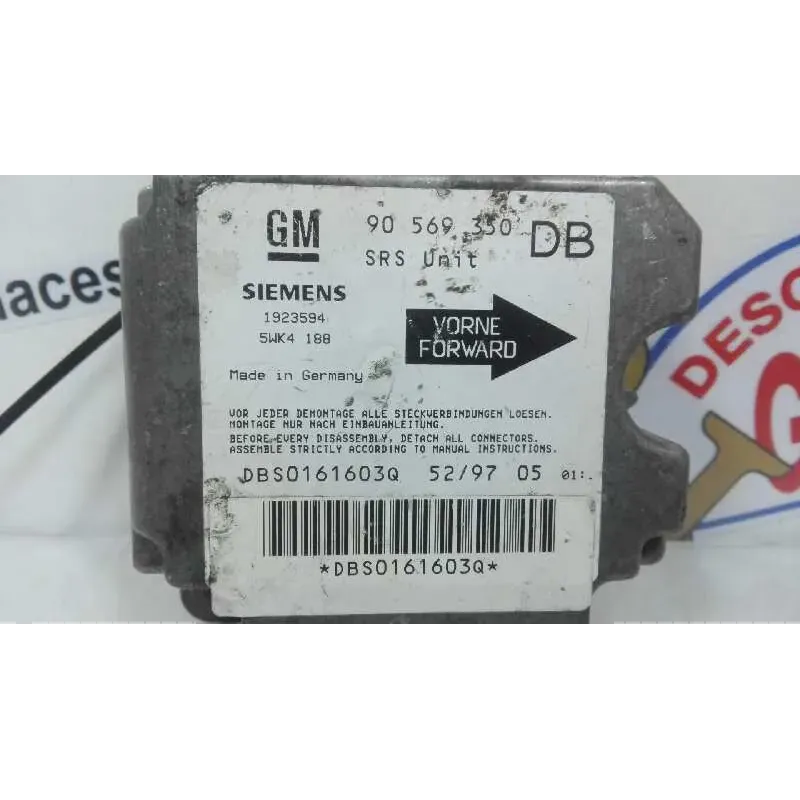 GM 90 569 330 DB
SRS Unit
SIEMENS
1923594
5WK4 188
VORNE
FORWARD
Made in Germany
VOR JEDER DEMONTAGE ALLE STECKVERBINDUNGEN LOESEN.
MONTAGE NUR NACH EINBAUANLEITUNG.
BEFORE EVERY DISASSEMBLY, DETACH ALL CONNECTORS.
ASSEMBLE STRICTLY ACCORDING TO MANUAL INSTRUCTIONS.
DBS0161603Q 52/97 05
*DBS0161603Q*
naces
DESC
G